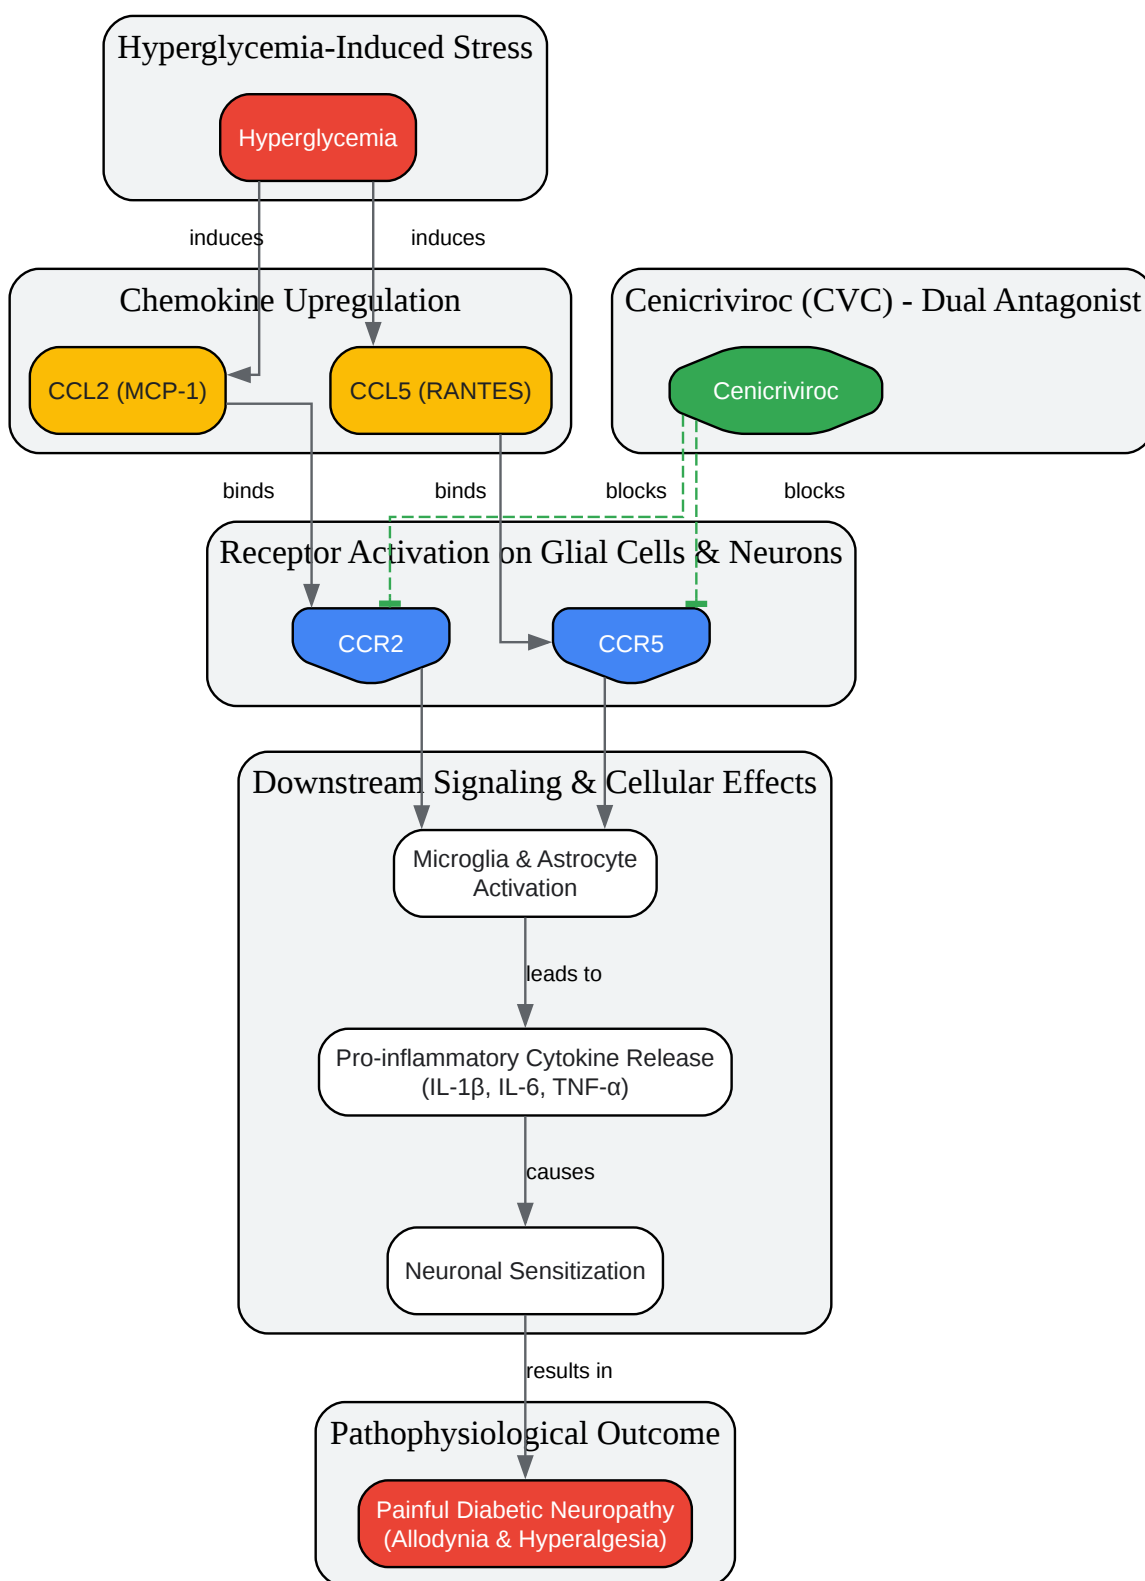 Hyperglycemia-Induced Stress
Hyperglycemia
induces
induces
Chemokine Upregulation
Cenicriviroc (CVC) - Dual Antagonist
CCL2 (MCP-1)
CCL5 (RANTES)
Cenicriviroc
binds
binds
blocks
blocks
Receptor Activation on Glial Cells & Neurons
CCR2
CCR5
Downstream Signaling & Cellular Effects
Microglia & Astrocyte
Activation
leads to
Pro-inflammatory Cytokine Release
(IL-1β, IL-6, TNF-α)
causes
Neuronal Sensitization
results in
Pathophysiological Outcome
Painful Diabetic Neuropathy
(Allodynia & Hyperalgesia)